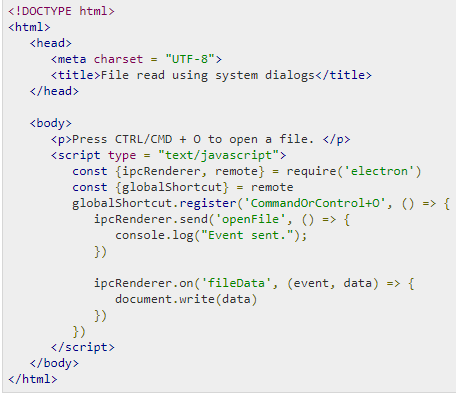 <!DOCTYPE html>
<html>
   <head>
      <meta charset = "UTF-8">
      <title>File read using system dialogs</title>
   </head>

   <body>
      <p>Press CTRL/CMD + O to open a file. </p>
      <script type = "text/javascript">
         const {ipcRenderer, remote} = require('electron')
         const {globalShortcut} = remote
         globalShortcut.register('CommandOrControl+O', () => {
            ipcRenderer.send('openFile', () => {
               console.log("Event sent.");
            })

            ipcRenderer.on('fileData', (event, data) => {
               document.write(data)
            })
         })
      </script>
   </body>
</html>